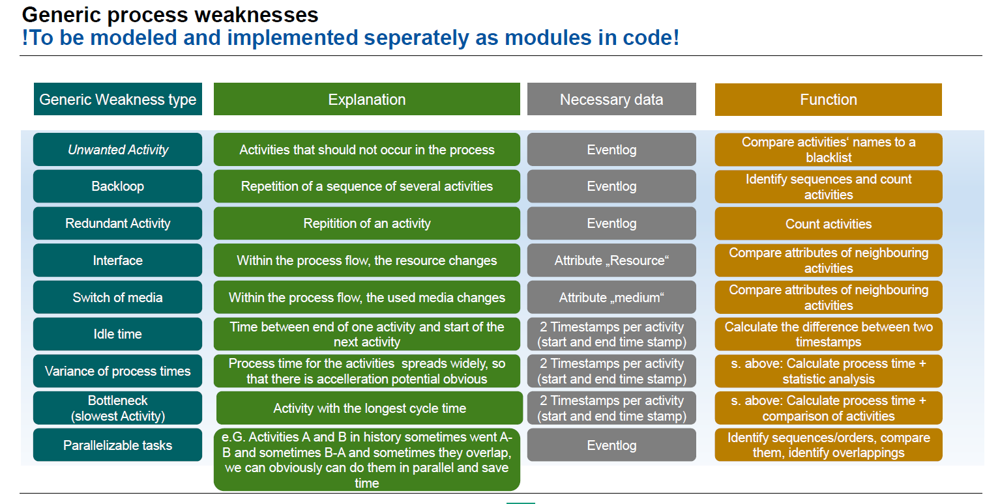 Generic process weaknesses
!To be modeled and implemented seperately as modules in code!
Generic Weakness type
Explanation
Necessary data
Function
Unwanted Activity
Activities that should not occur in the process
Eventlog
Compare activities‘ names to a
blacklist
Backloop
Repetition of a sequence of several activities
Eventlog
Identify sequences and count
activities
Redundant Activity
Repitition of an activity
Eventlog
Count activities
Interface
Within the process flow, the resource changes
Attribute „Resource“
Compare attributes of neighbouring
activities
Switch of media
Within the process flow, the used media changes
Attribute „medium“
Compare attributes of neighbouring
activities
Idle time
Time between end of one activity and start of the
next activity
2 Timestamps per activity
(start and end time stamp)
Calculate the difference between two
timestamps
Variance of process times
Process time for the activities spreads widely, so
that there is accelleration potential obvious
2 Timestamps per activity
(start and end time stamp)
s. above: Calculate process time +
statistic analysis
Bottleneck
(slowest Activity)
Activity with the longest cycle time
2 Timestamps per activity
(start and end time stamp)
s. above: Calculate process time +
comparison of activities
Parallelizable tasks
e.G. Activities A and B in history sometimes went A-
B and sometimes B-A and sometimes they overlap,
we can obviously can do them in parallel and save
time
Eventlog
Identify sequences/orders, compare
them, identify overlappings